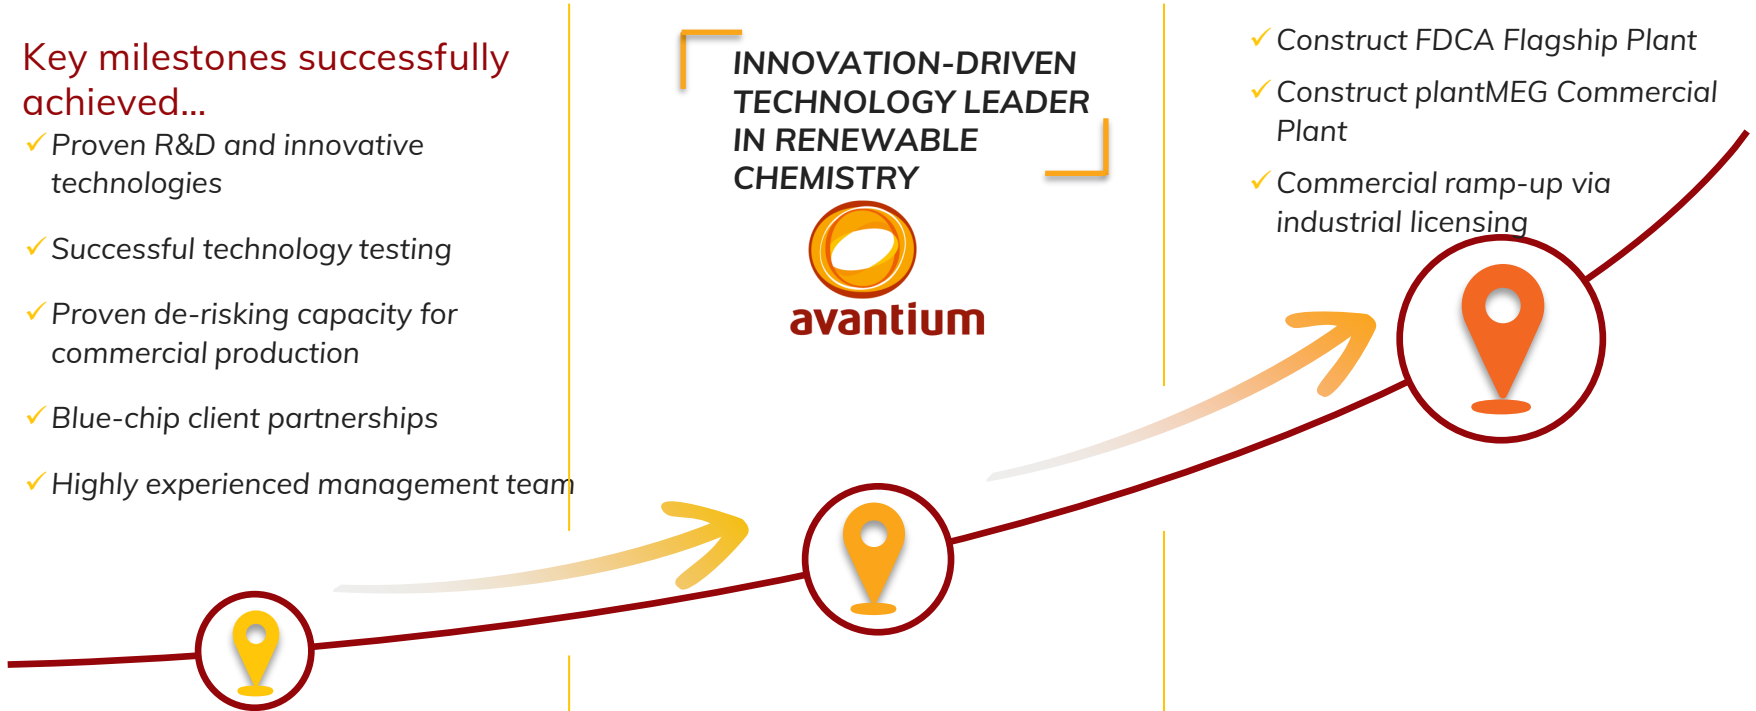 Key milestones successfully
achieved...
✓ Proven R&D and innovative
technologies
✓ Successful technology testing
✓ Proven de-risking capacity for
commercial production
✓ Blue-chip client partnerships
✓ Highly experienced management team
INNOVATION-DRIVEN
TECHNOLOGY LEADER
IN RENEWABLE
CHEMISTRY
avantium
✓ Construct FDCA Flagship Plant
✓ Construct plantMEG Commercial
Plant
✓ Commercial ramp-up via
industrial licensing